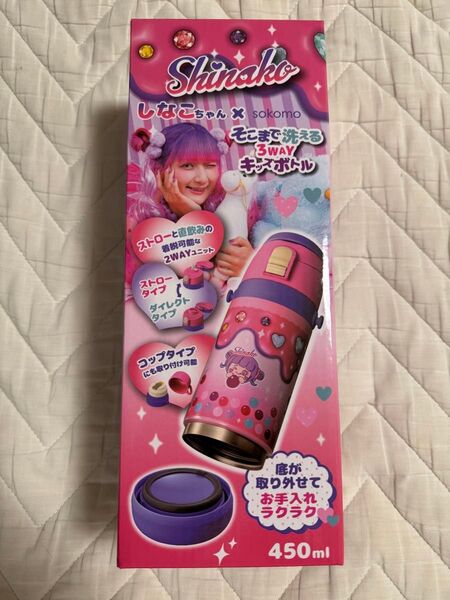 Shinako
しなこちゃん × sokomo
そこまで洗える
3WAY
キッズボトル
ストローと直飲みの
着脱可能な
2WAYユニット
ストロー
タイプ
ダイレクト
タイプ
コップタイプ
にも取り付け可能
Shinako
底が
取り外せて
お手入れ
ラクラク
450ml